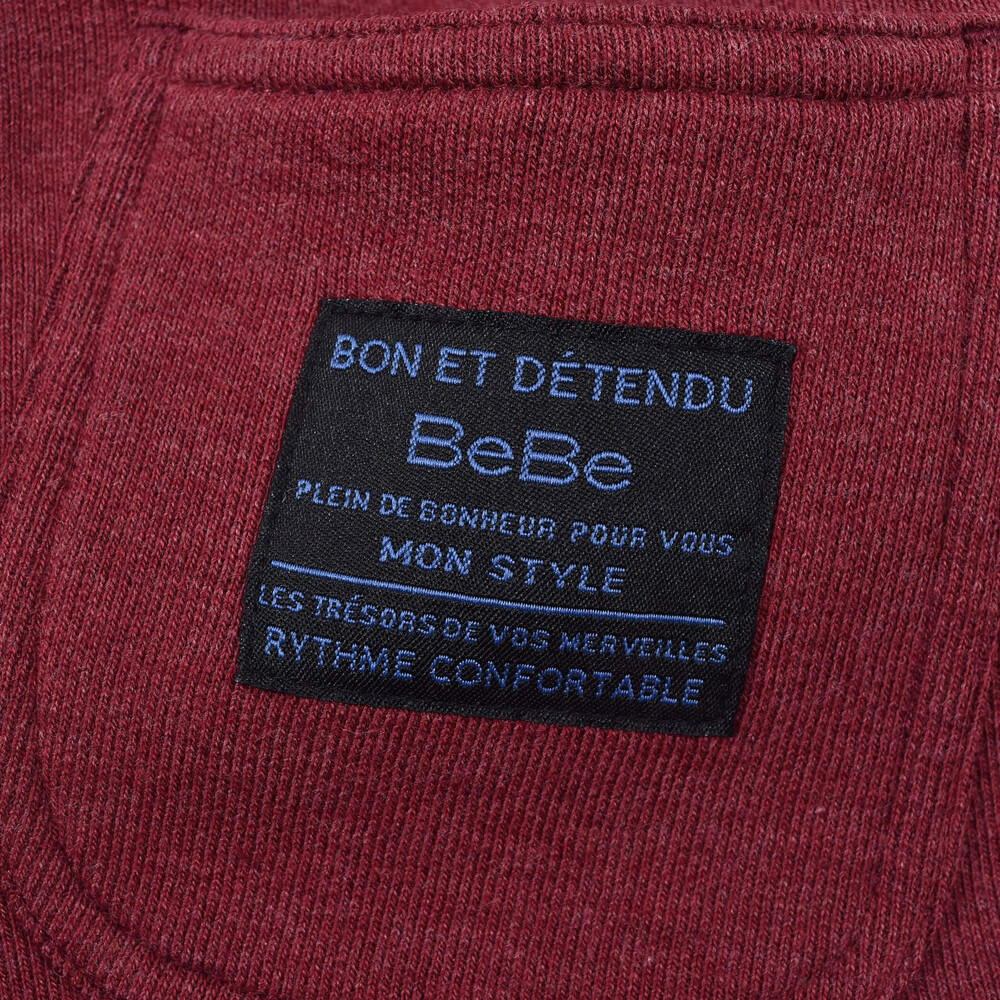 BON ET DÉTENDU
BeBe
PLEIN DE BONHEUR POUR VOUS
MON STYLE
LES TRÉSORS DE VOS MERVEILLES
RYTHME CONFORTABLE